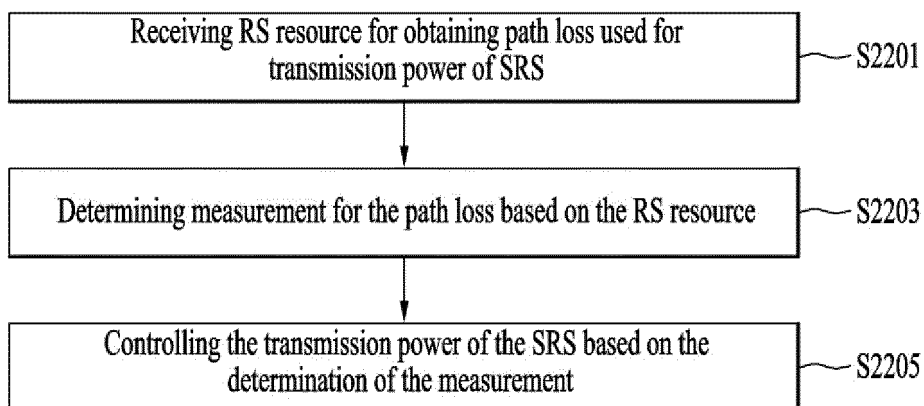 Receiving RS resource for obtaining path loss used for
transmission power of SRS
S2201
Determining measurement for the path loss based on the RS resource
S2203
Controlling the transmission power of the SRS based on the
determination of the measurement
S2205